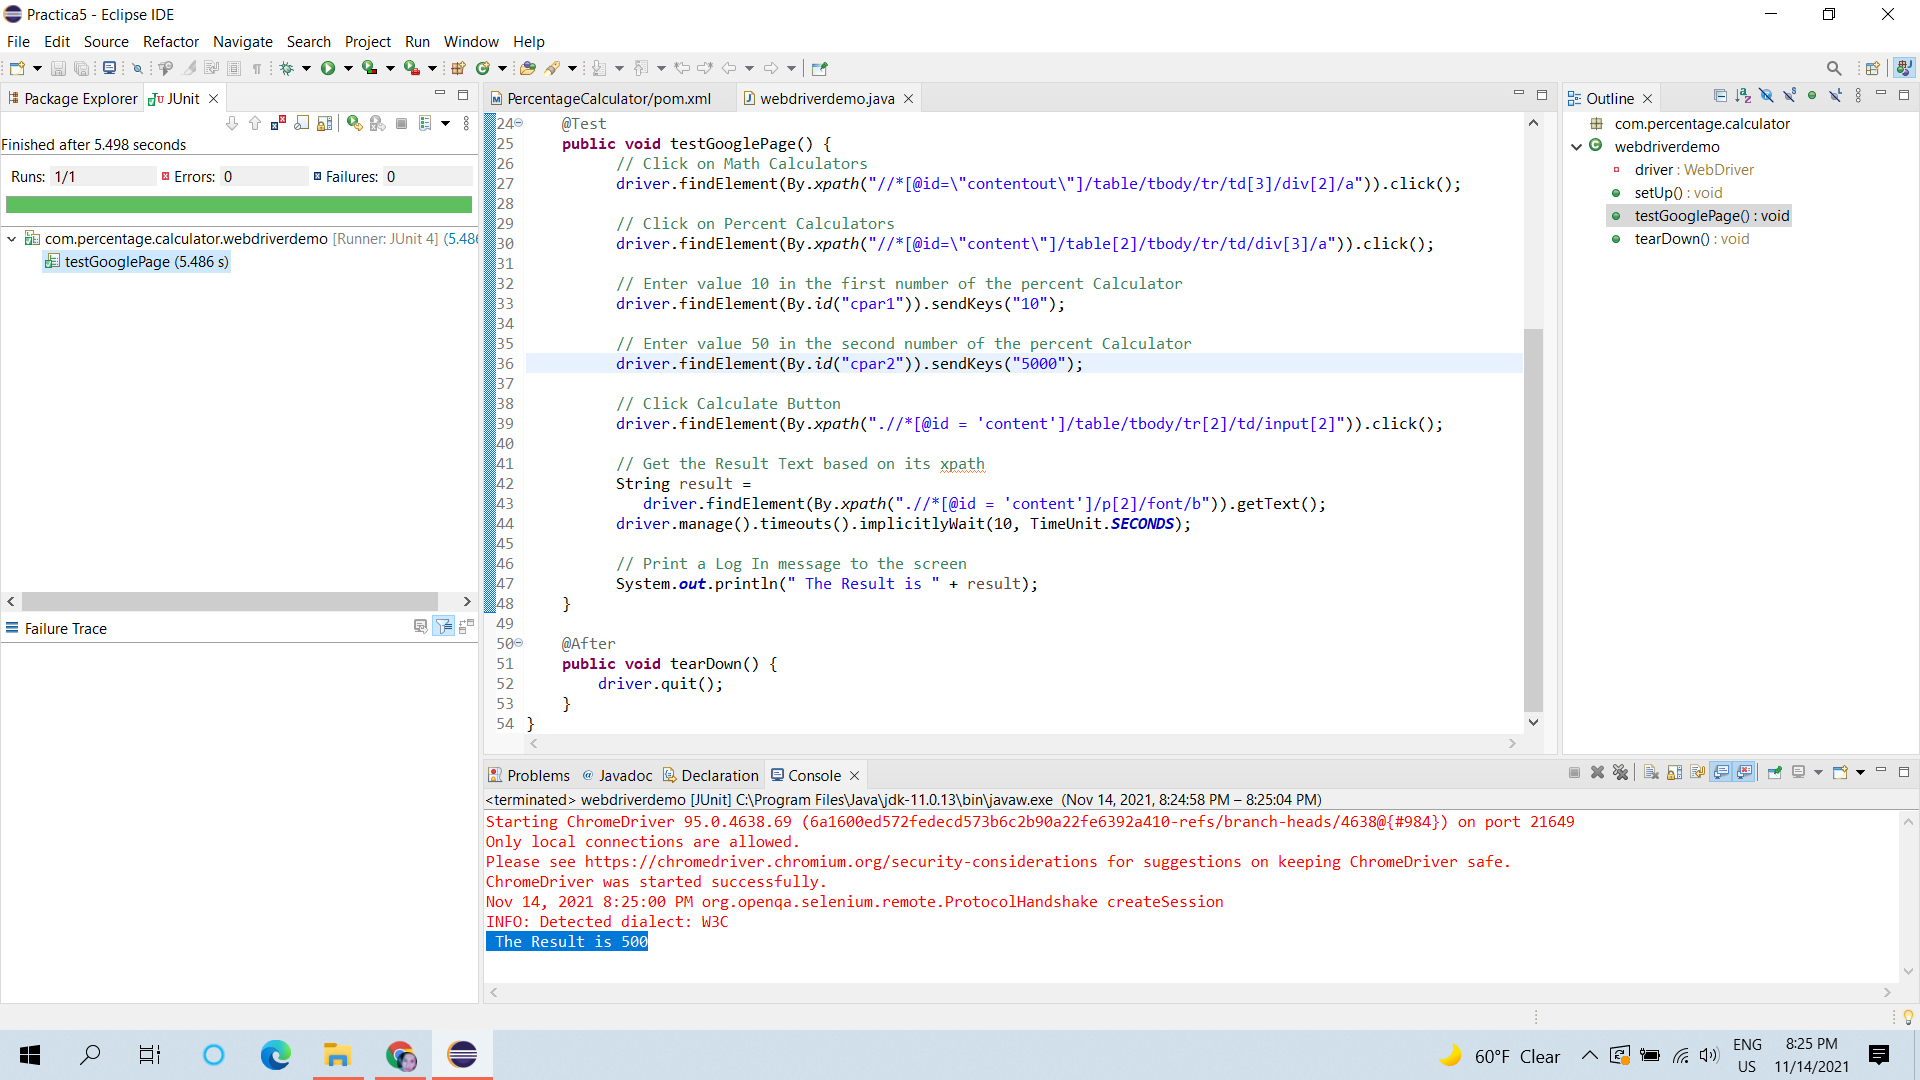 Practica5 - Eclipse IDE
File Edit Source Refactor Navigate Search Project Run Window Help
Package Explorer JUnit
Finished after 5.498 seconds
Runs: 1/1 Errors: 0 Failures: 0
com.percentage.calculator.webdriverdemo [Runner: JUnit 4] (5.486
testGooglePage (5.486 s)
Failure Trace
PercentageCalculator/pom.xml webdriverdemo.java
24 @Test
25 public void testGooglePage() {
26 // Click on Math Calculators
27 driver.findElement(By.xpath("//*[@id=\"contentout\"]/table/tbody/tr/td[3]/div[2]/a")).click();
28
29 // Click on Percent Calculators
30 driver.findElement(By.xpath("//*[@id=\"content\"]/table[2]/tbody/tr/td/div[3]/a")).click();
31
32 // Enter value 10 in the first number of the percent Calculator
33 driver.findElement(By.id("cpar1")).sendKeys("10");
34
35 // Enter value 50 in the second number of the percent Calculator
36 driver.findElement(By.id("cpar2")).sendKeys("5000");
37
38 // Click Calculate Button
39 driver.findElement(By.xpath(".//*[@id = 'content']/table/tbody/tr[2]/td/input[2]")).click();
40
41 // Get the Result Text based on its xpath
42 String result =
43 driver.findElement(By.xpath(".//*[@id = 'content']/p[2]/font/b")).getText();
44 driver.manage().timeouts().implicitlyWait(10, TimeUnit.SECONDS);
45
46 // Print a Log In message to the screen
47 System.out.println(" The Result is " + result);
48 }
49
50 @After
51 public void tearDown() {
52 driver.quit();
53 }
54 }
Outline
com.percentage.calculator
webdriverdemo
driver : WebDriver
setUp() : void
testGooglePage() : void
tearDown() : void
Problems @ Javadoc Declaration Console
<terminated> webdriverdemo [JUnit] C:\Program Files\Java\jdk-11.0.13\bin\javaw.exe (Nov 14, 2021, 8:24:58 PM – 8:25:04 PM)
Starting ChromeDriver 95.0.4638.69 (6a1600ed572fedecd573b6c2b90a22fe6392a410-refs/branch-heads/4638@{#984}) on port 21649
Only local connections are allowed.
Please see https://chromedriver.chromium.org/security-considerations for suggestions on keeping ChromeDriver safe.
ChromeDriver was started successfully.
Nov 14, 2021 8:25:00 PM org.openqa.selenium.remote.ProtocolHandshake createSession
INFO: Detected dialect: W3C
The Result is 500
60°F Clear
ENG
US
8:25 PM
11/14/2021